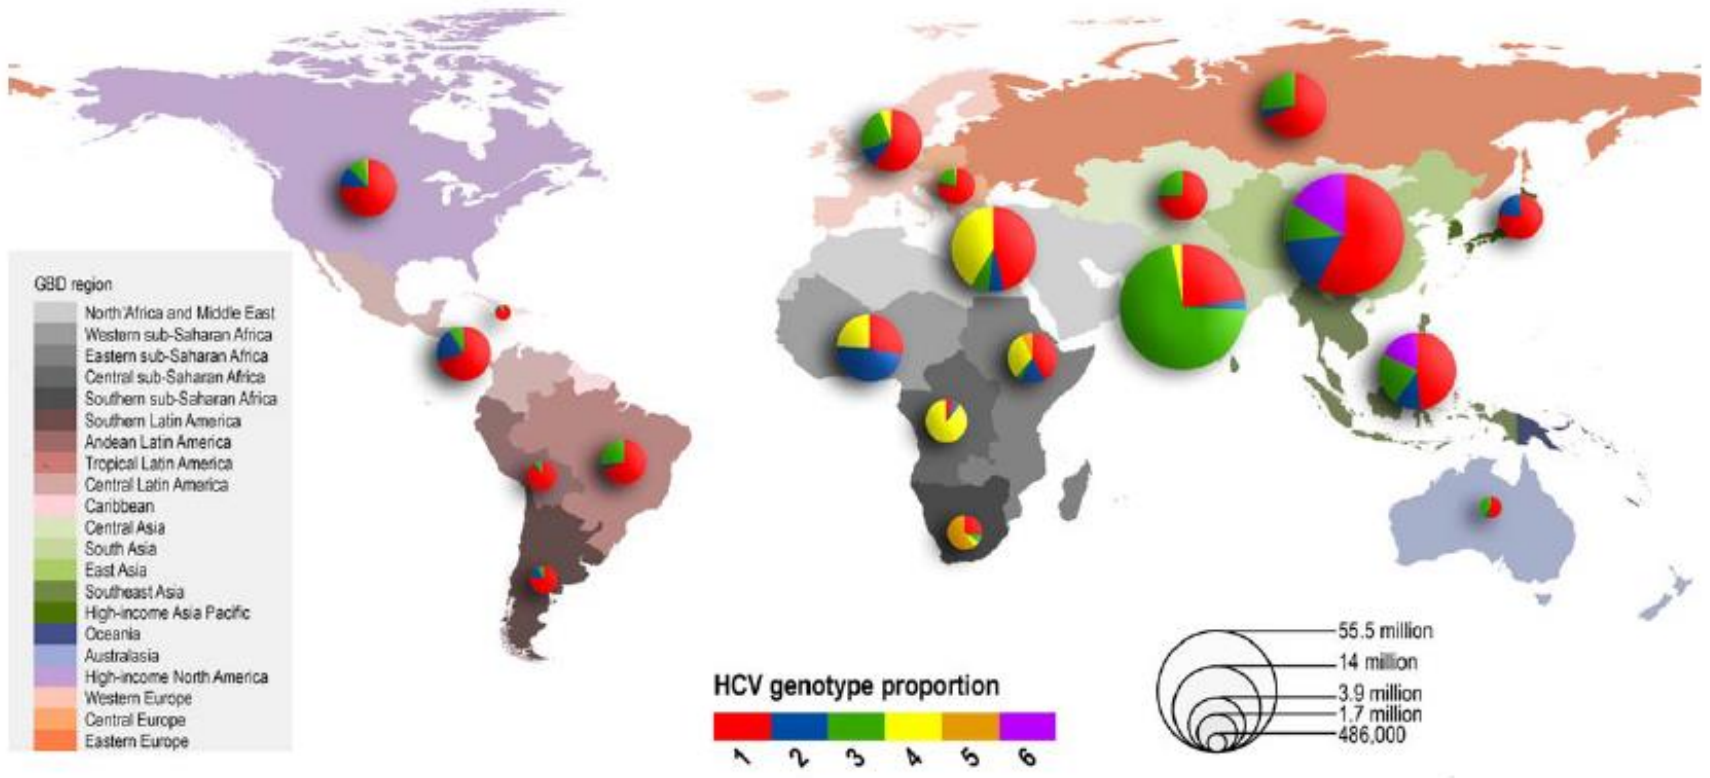 GBD region
North Africa and Middle East
Western sub-Saharan Africa
Eastern sub-Saharan Africa
Central sub-Saharan Africa
Southern sub-Saharan Africa
Southern Latin America
Andean Latin America
Tropical Latin America
Central Latin America
Caribbean
Central Asia
South Asia
East Asia
Southeast Asia
High-income Asia Pacific
Oceania
Australasia
High-income North America
Western Europe
Central Europe
Eastern Europe
HCV genotype proportion
1 2 3 4 5 6
55.5 million
14 million
3.9 million
1.7 million
486,000